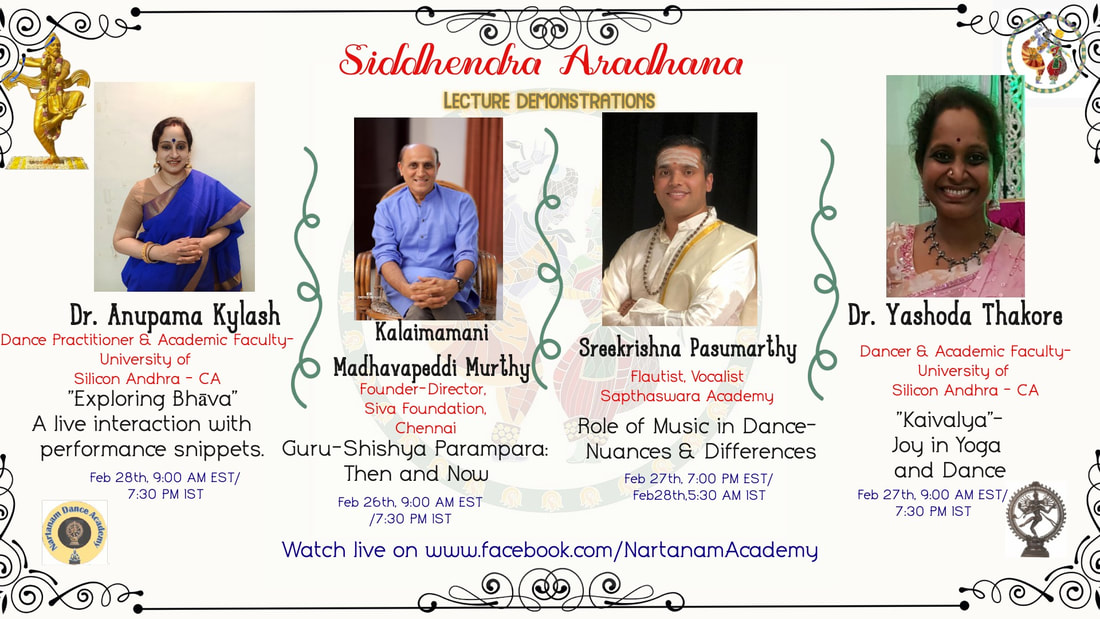 Siddhendra Aradhana
LECTURE DEMONSTRATIONS
Dr. Anupama Kylash
Dance Practitioner & Academic Faculty-
University of
Silicon Andhra - CA
"Exploring Bhāva"
A live interaction with
performance snippets.
Feb 28th, 9:00 AM EST/
7:30 PM IST
Kalaimamani
Madhavapeddi Murthy
Founder-Director,
Siva Foundation,
Chennai
Guru-Shishya Parampara:
Then and Now
Feb 26th, 9:00 AM EST
/7:30 PM IST
Sreekrishna Pasumarthy
Flautist, Vocalist
Sapthaswara Academy
Role of Music in Dance-
Nuances & Differences
Feb 27th, 7:00 PM EST/
Feb28th,5:30 AM IST
Dr. Yashoda Thakore
Dancer & Academic Faculty-
University of
Silicon Andhra - CA
"Kaivalya"-
Joy in Yoga
and Dance
Feb 27th, 9:00 AM EST/
7:30 PM IST
Nartanam Dance Academy
Watch live on www.facebook.com/NartanamAcademy